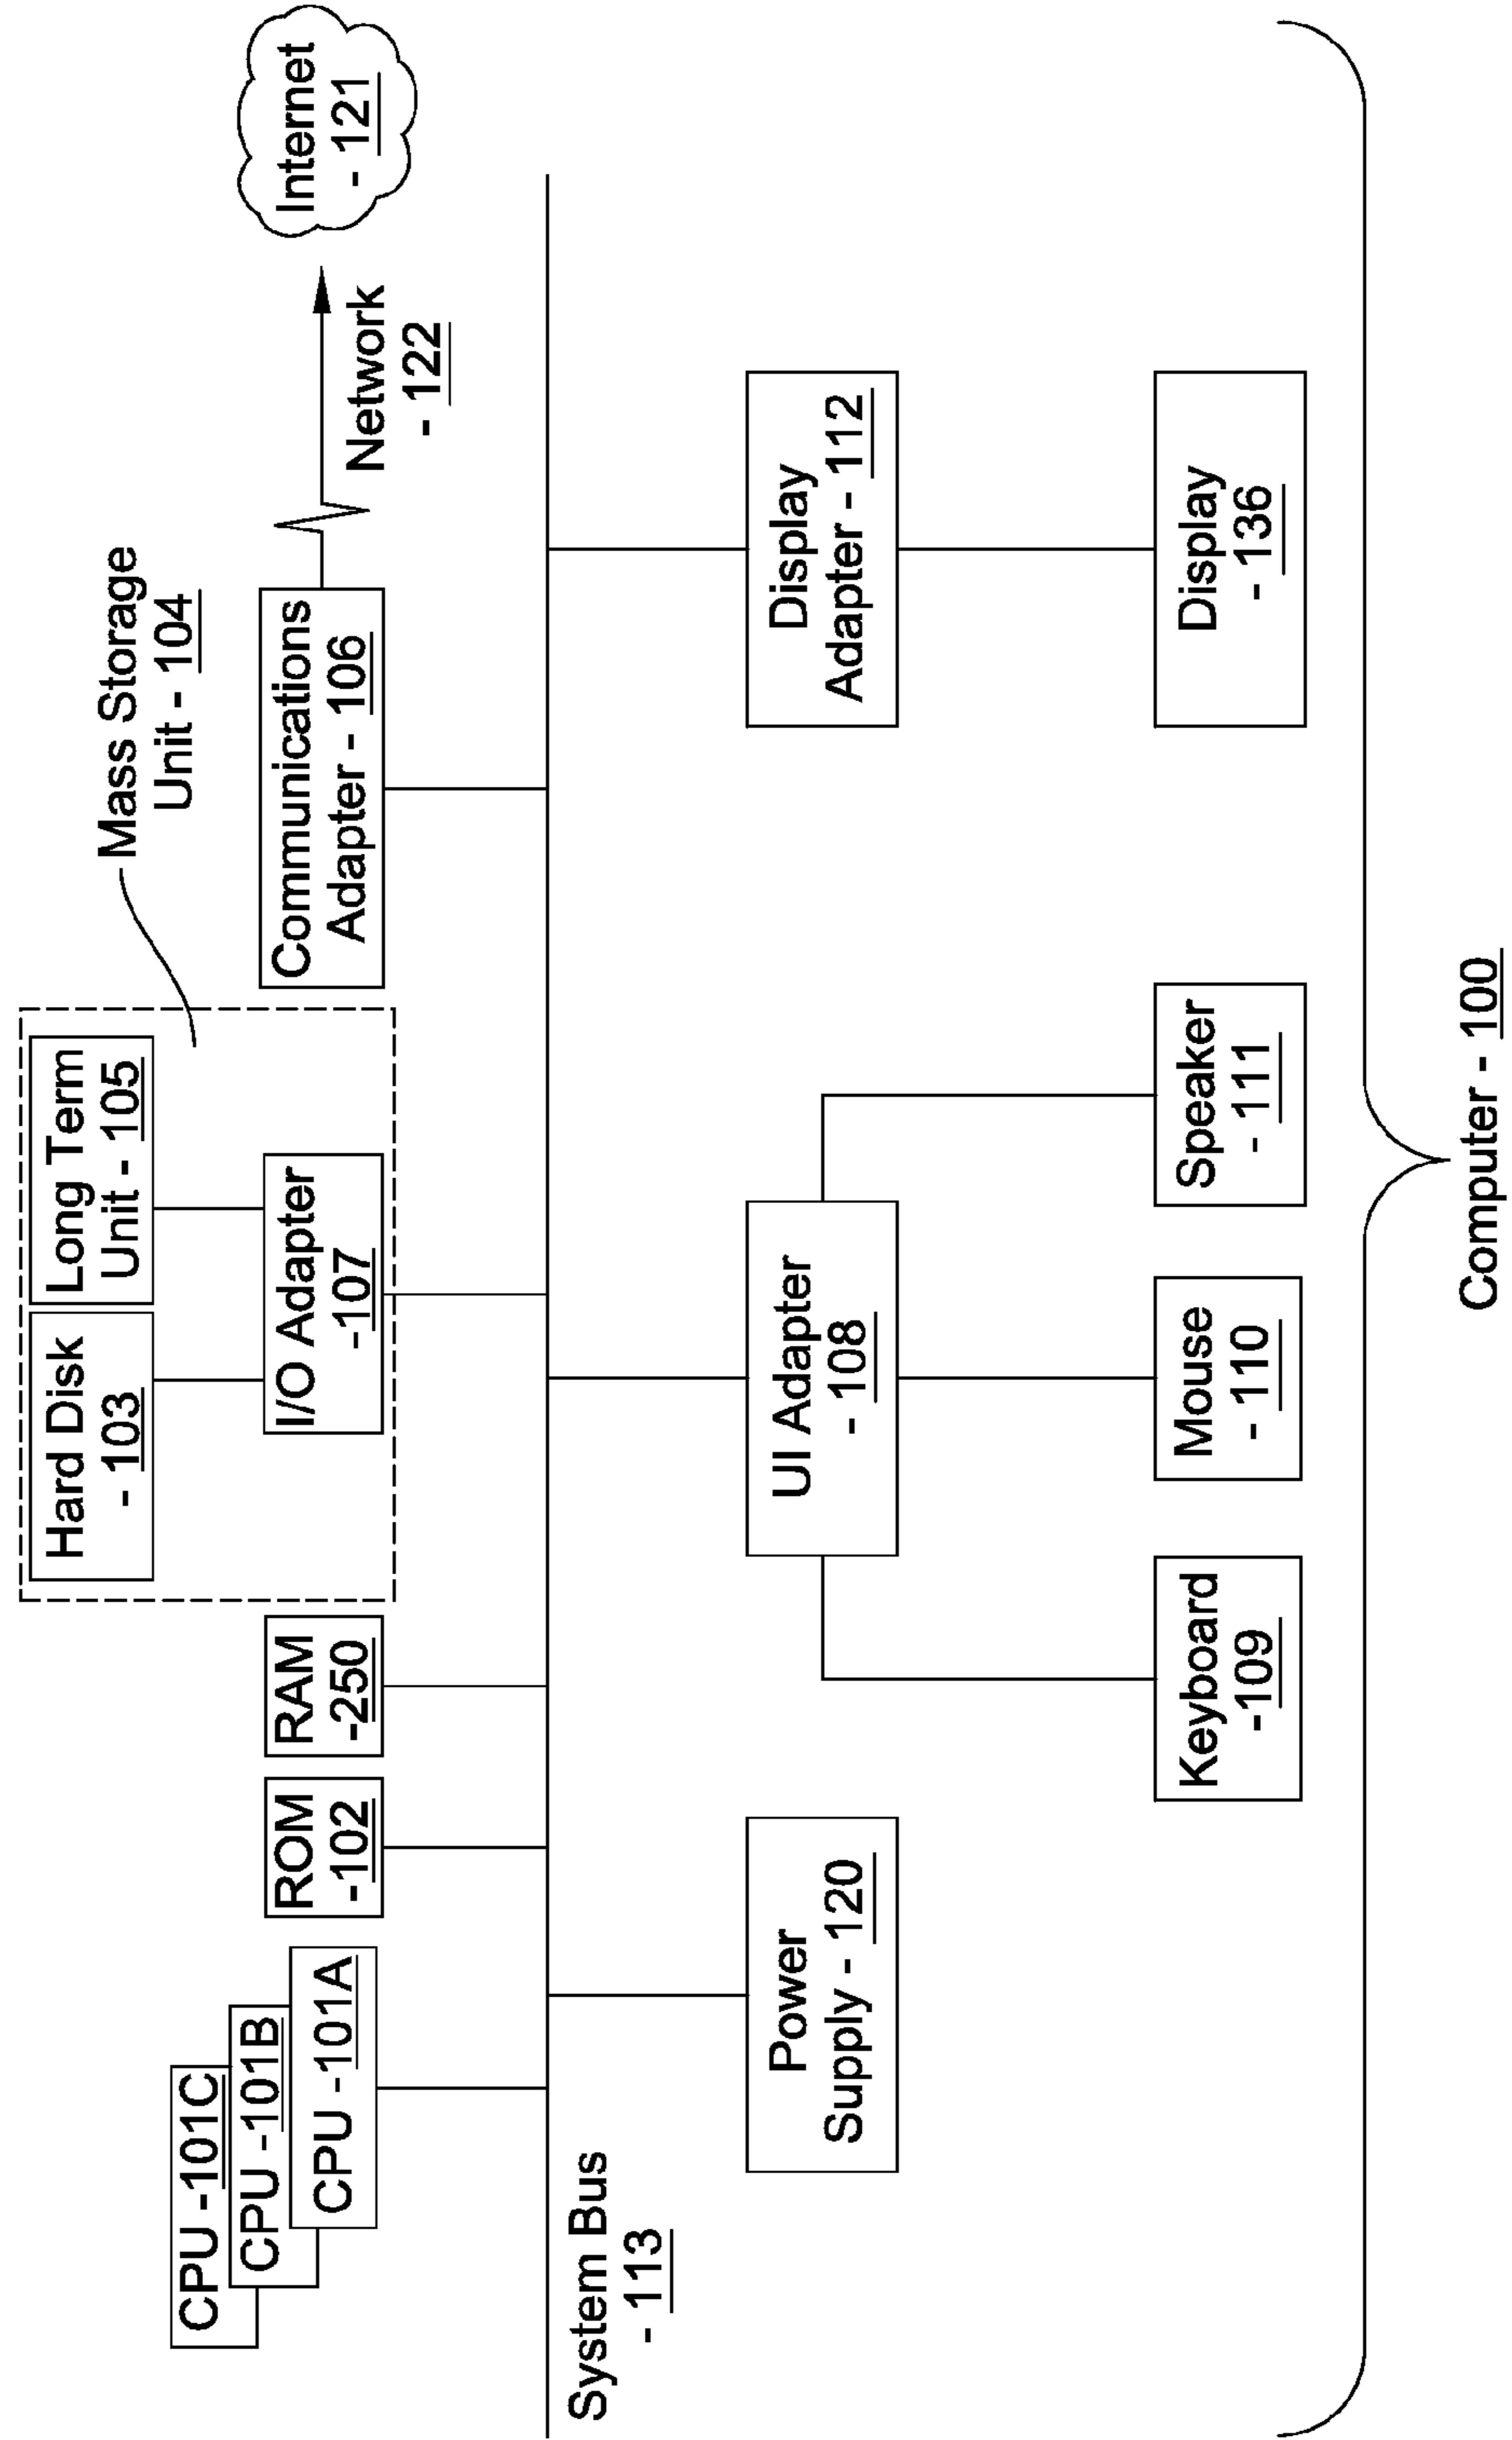 Mass Storage
Unit - 104
Hard Disk
- 103
Long Term
Unit - 105
CPU -101C
CPU -101B
CPU -101A
ROM
-102
RAM
-250
I/O Adapter
-107
Communications
Adapter - 106
Network
- 122
Internet
- 121
System Bus
- 113
Power
Supply - 120
UI Adapter
- 108
Display
Adapter - 112
Keyboard
-109
Mouse
- 110
Speaker
- 111
Display
- 136
Computer - 100